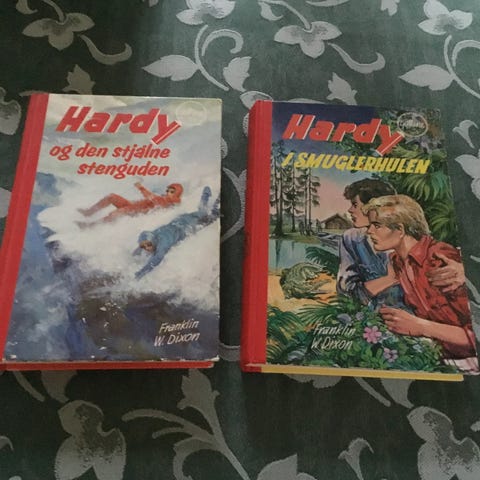 Hardy
og den stjålne
stenguden
Franklin
W. Dixon
Hardy
I SMUGLERHULEN
Franklin
W. Dixon